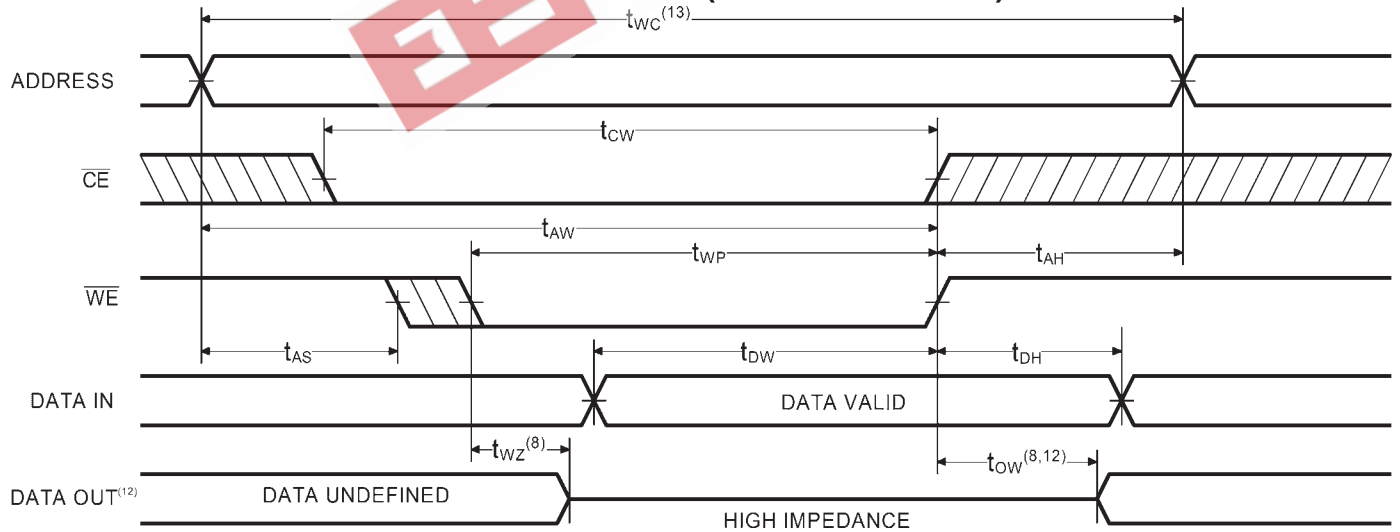 tWC(13)
ADDRESS
tCW
CE
tAW
tWP
tAH
WE
tAS
tDW
tDH
DATA IN
DATA VALID
tWZ(8)
tOW(8,12)
DATA OUT(12)
DATA UNDEFINED
HIGH IMPEDANCE